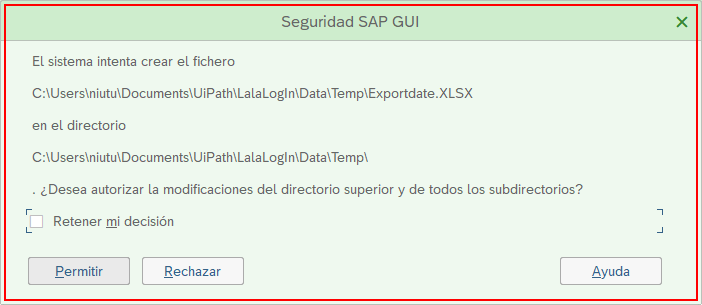 Seguridad SAP GUI
El sistema intenta crear el fichero
C:\Users\niutu\Documents\UiPath\LalaLogIn\Data\Temp\Exportdate.XLSX
en el directorio
C:\Users\niutu\Documents\UiPath\LalaLogIn\Data\Temp\
. ¿Desea autorizar la modificaciones del directorio superior y de todos los subdirectorios?
Retener mi decisión
Permitir Rechazar Ayuda